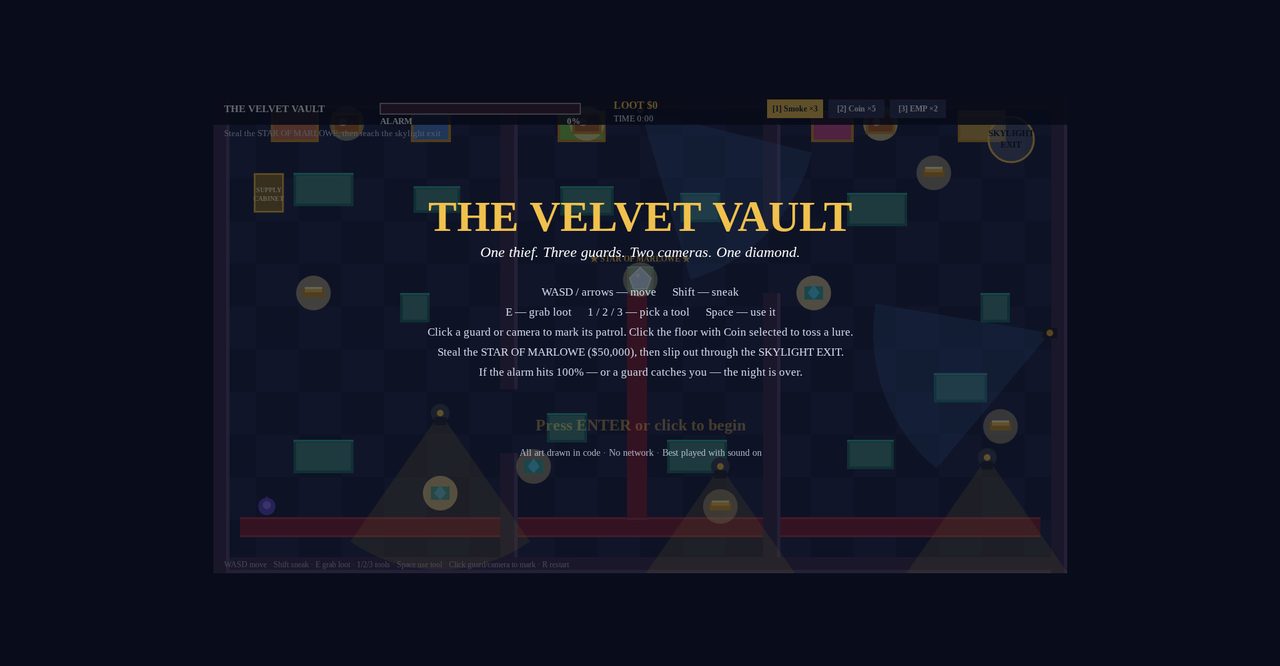 THE VELVET VAULT
ALARM 0%
LOOT $0
TIME 0:00
[1] Smoke ×3
[2] Coin ×5
[3] EMP ×2
Steal the STAR OF MARLOWE, then reach the skylight exit
SKYLIGHT
EXIT
SUPPLY
CABINET
THE VELVET VAULT
One thief. Three guards. Two cameras. One diamond.
★ STAR OF MARLOWE ★
WASD / arrows — move Shift — sneak
E — grab loot 1 / 2 / 3 — pick a tool Space — use it
Click a guard or camera to mark its patrol. Click the floor with Coin selected to toss a lure.
Steal the STAR OF MARLOWE ($50,000), then slip out through the SKYLIGHT EXIT.
If the alarm hits 100% — or a guard catches you — the night is over.
Press ENTER or click to begin
All art drawn in code · No network · Best played with sound on
WASD move · Shift sneak · E grab loot · 1/2/3 tools · Space use tool · Click guard/camera to mark · R restart